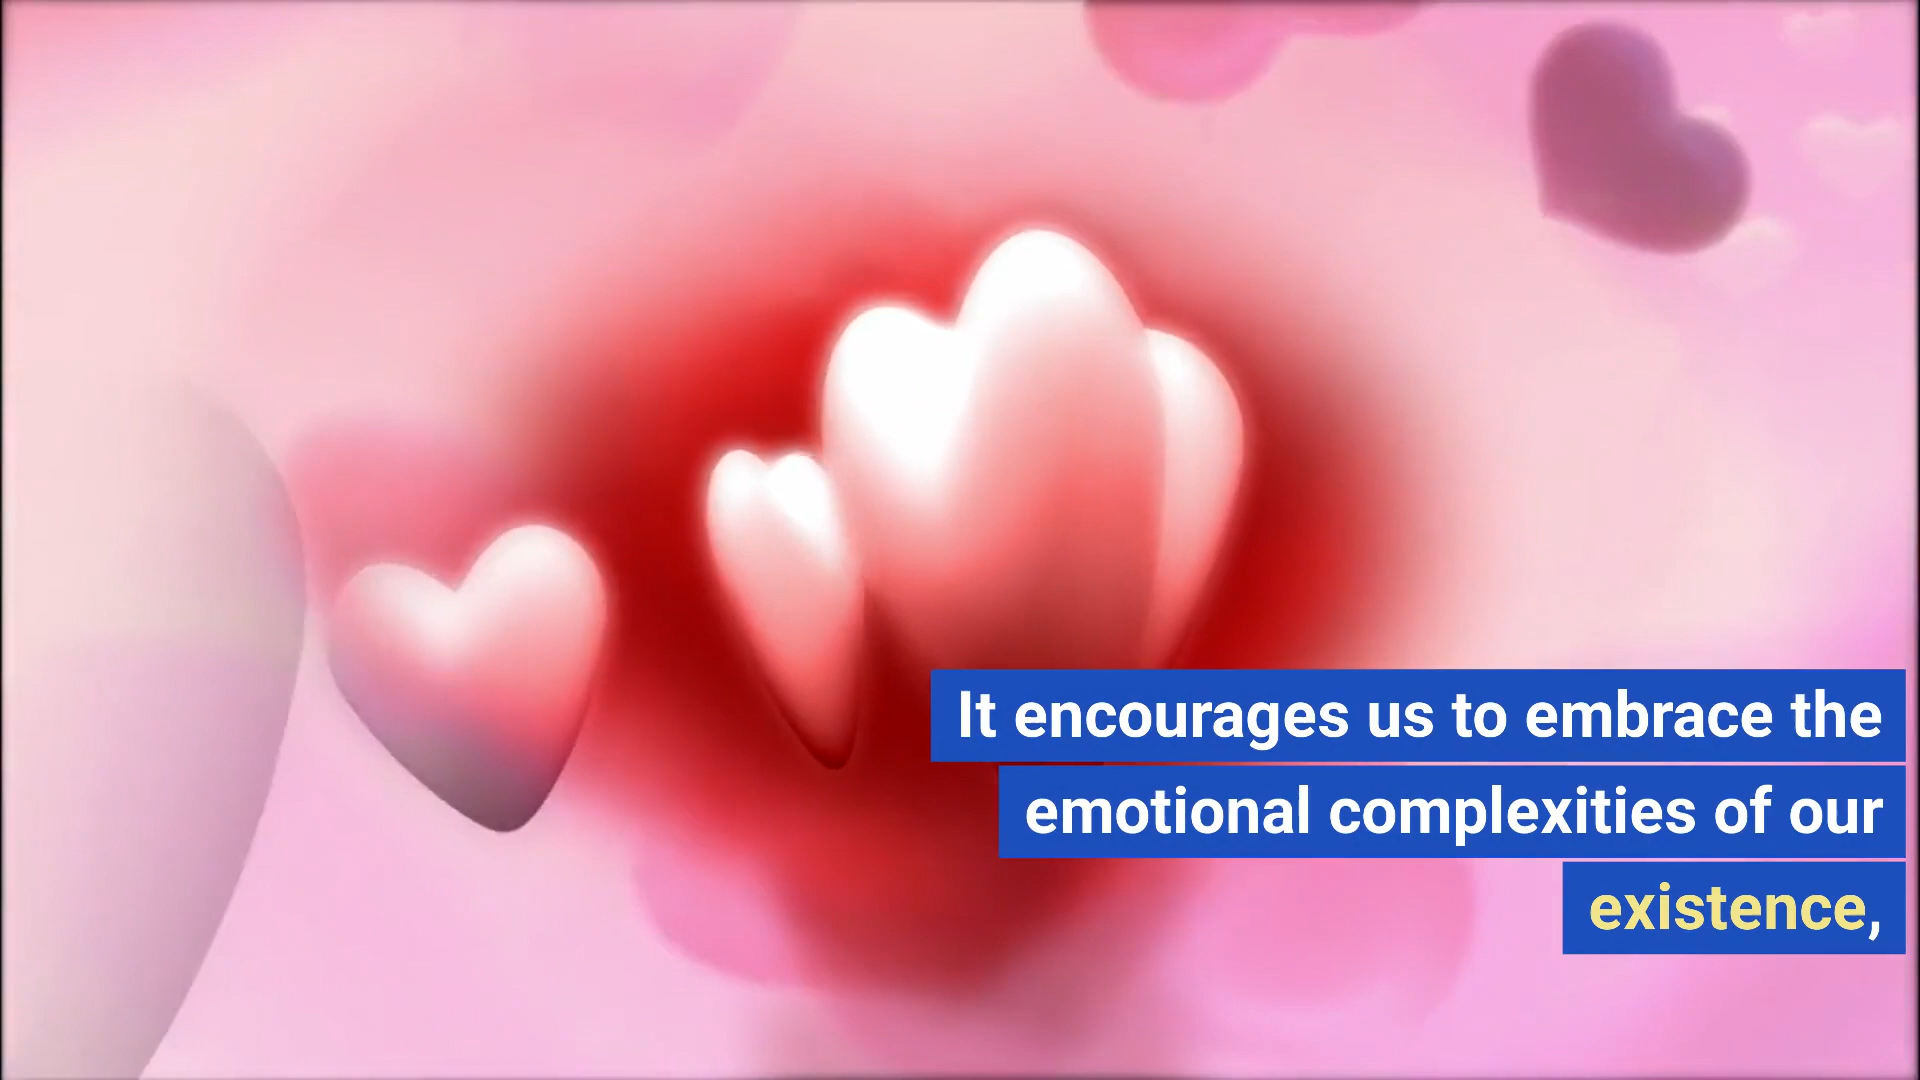 It encourages us to embrace the
emotional complexities of our
existence,